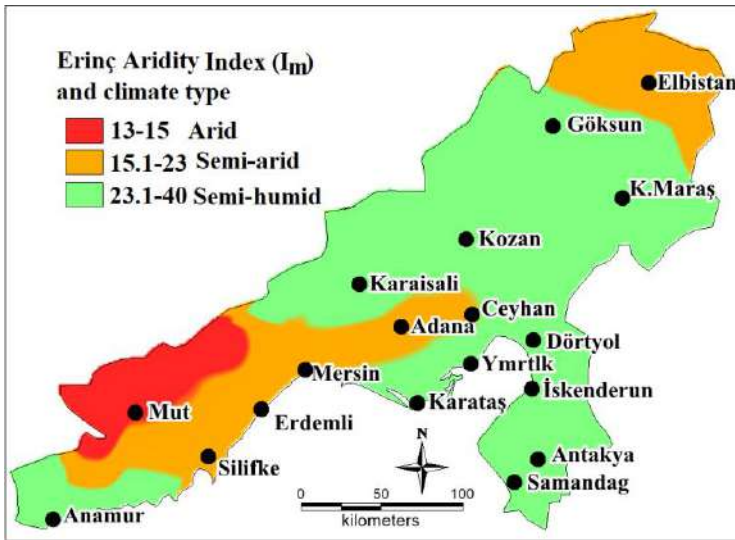 Erinç Aridity Index (Im)
and climate type
13-15 Arid
15.1-23 Semi-arid
23.1-40 Semi-humid
Elbistan
Göksun
K.Maraş
Kozan
Karaisali
Ceyhan
Adana
Dörtyol
Ymrtlk
Mersin
İskenderun
Karataş
Mut
Erdemli
Silifke
Antakya
Samandag
Anamur
N
0 50 100
kilometers